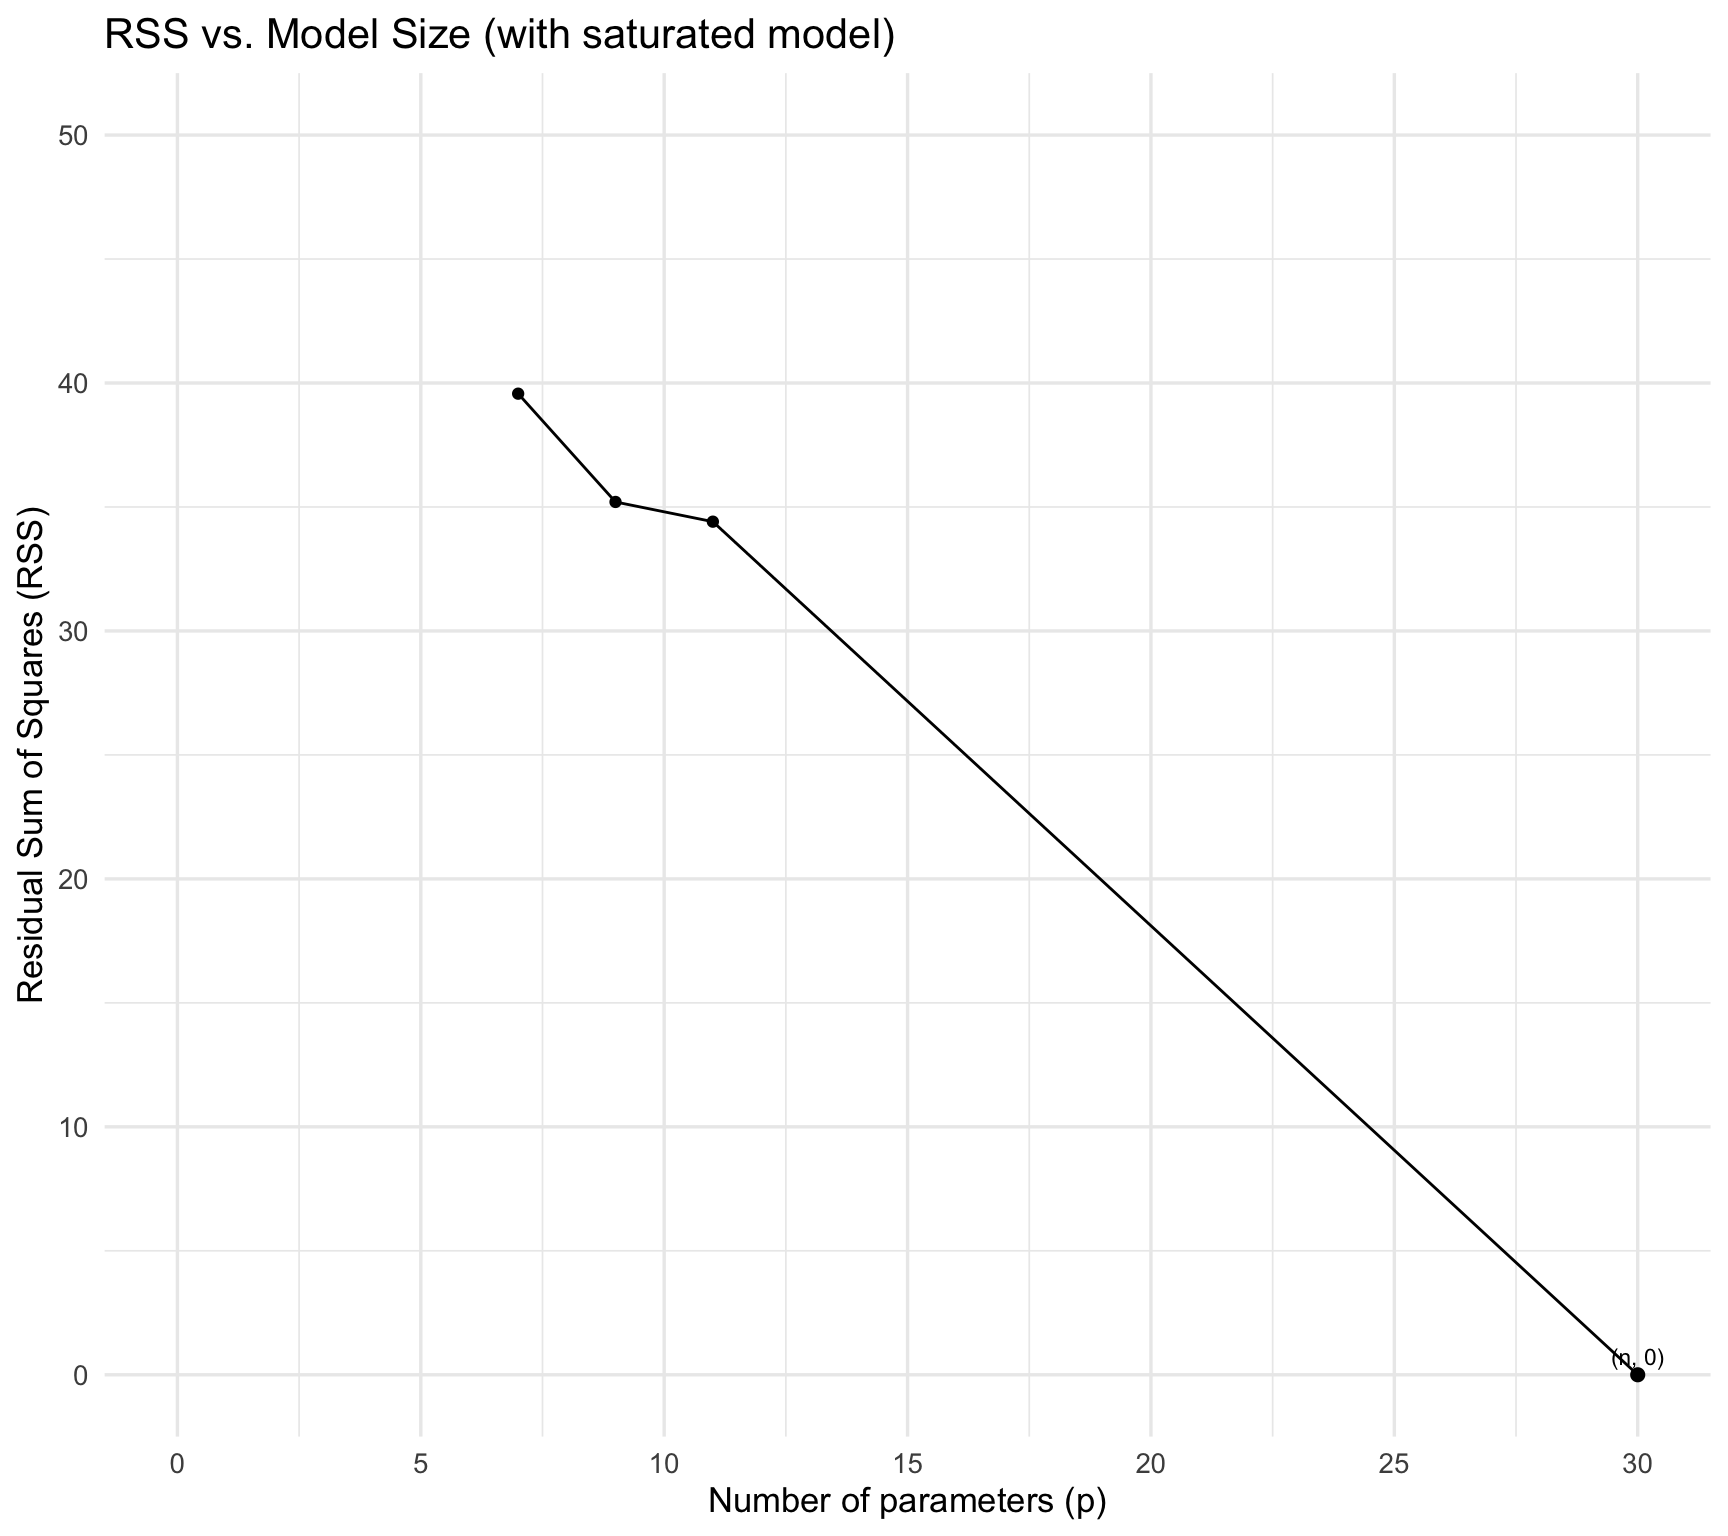 RSS vs. Model Size (with saturated model)
Residual Sum of Squares (RSS)
50
40
30
20
10
0
(n, 0)
0 5 10 15 20 25 30
Number of parameters (p)